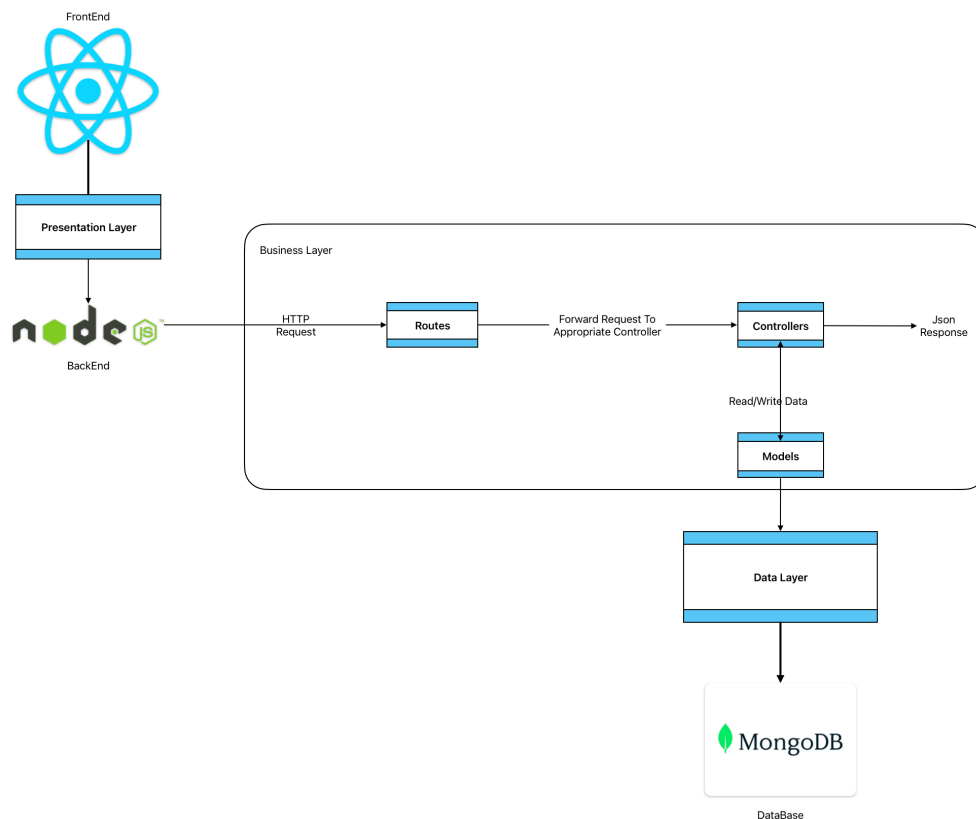 FrontEnd
Presentation Layer
Business Layer
node
JS
™
BackEnd
HTTP
Request
Routes
Forward Request To
Appropriate Controller
Controllers
Json
Response
Read/Write Data
Models
Data Layer
MongoDB
DataBase